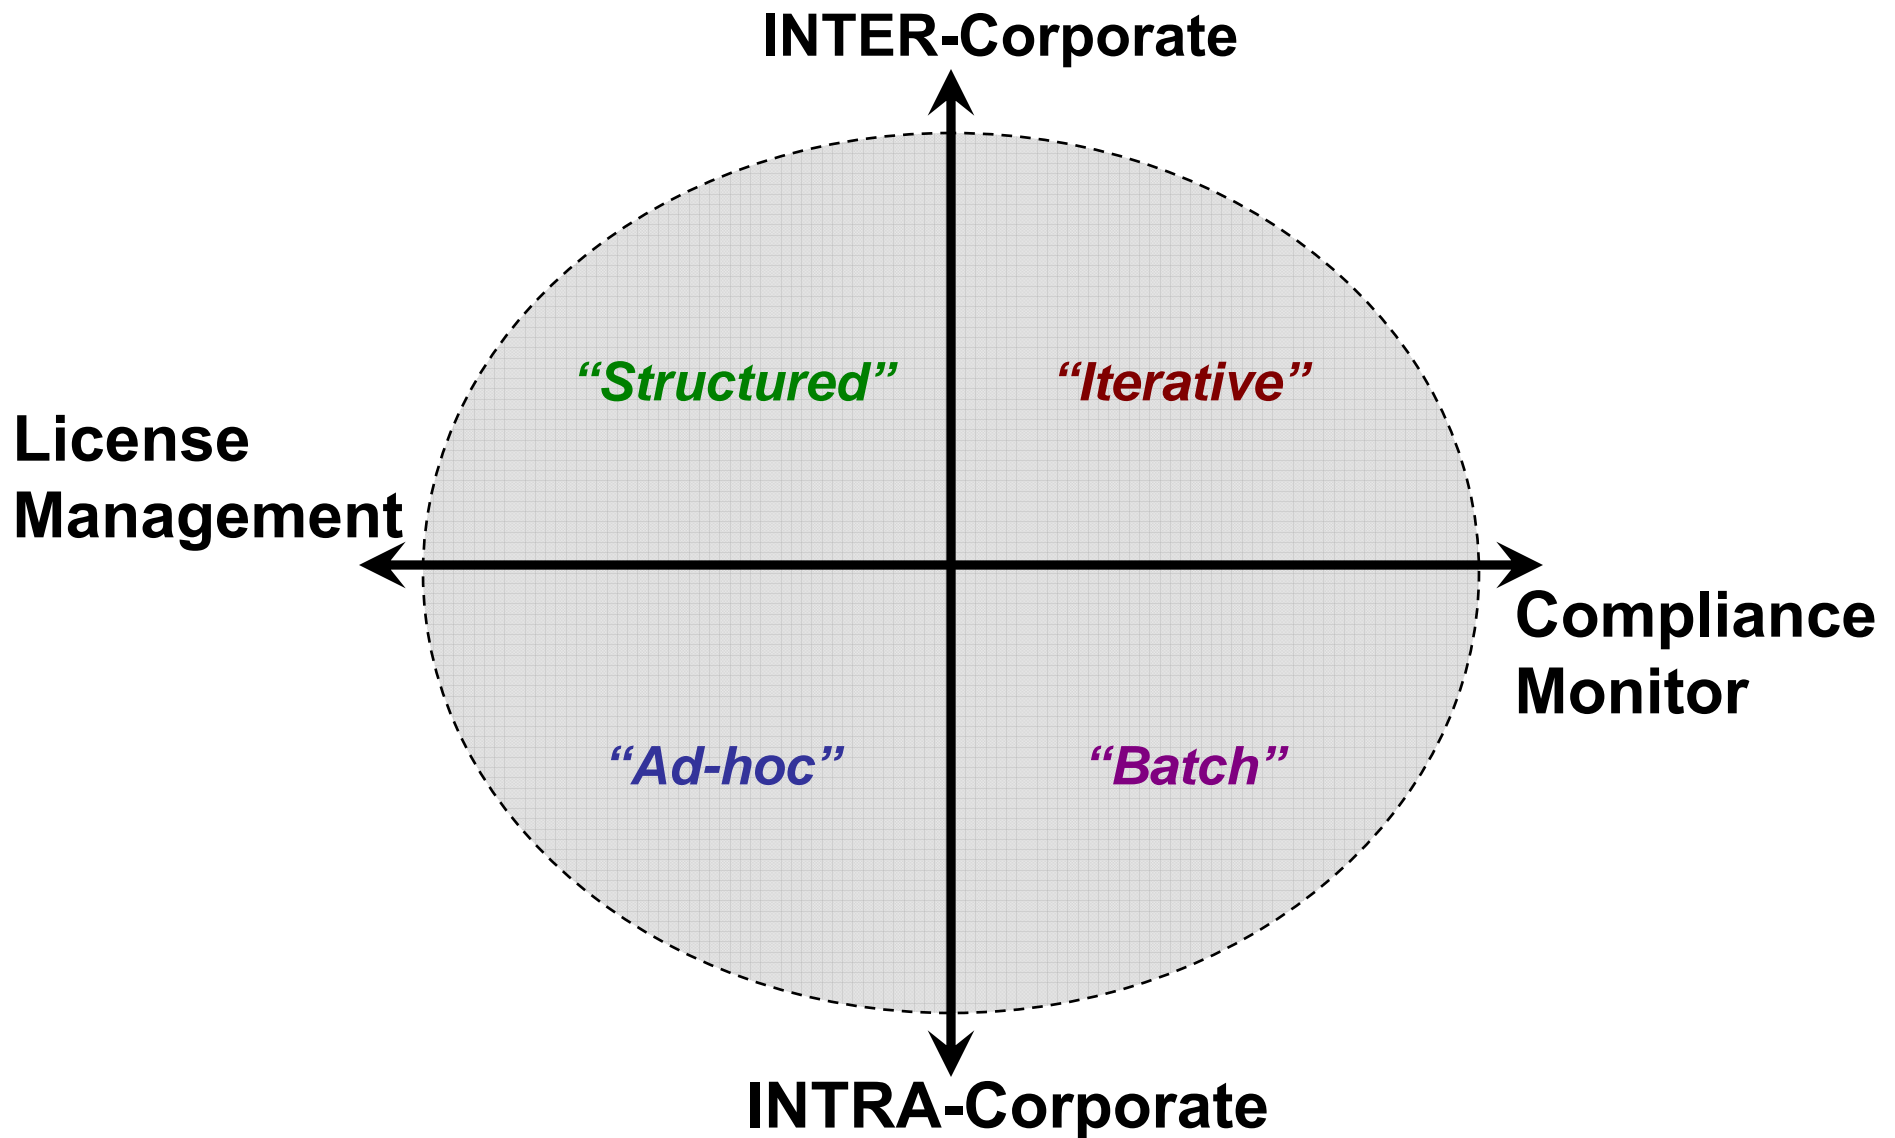 INTER-Corporate
“Structured”
“Iterative”
License
Management
Compliance
Monitor
“Ad-hoc”
“Batch”
INTRA-Corporate